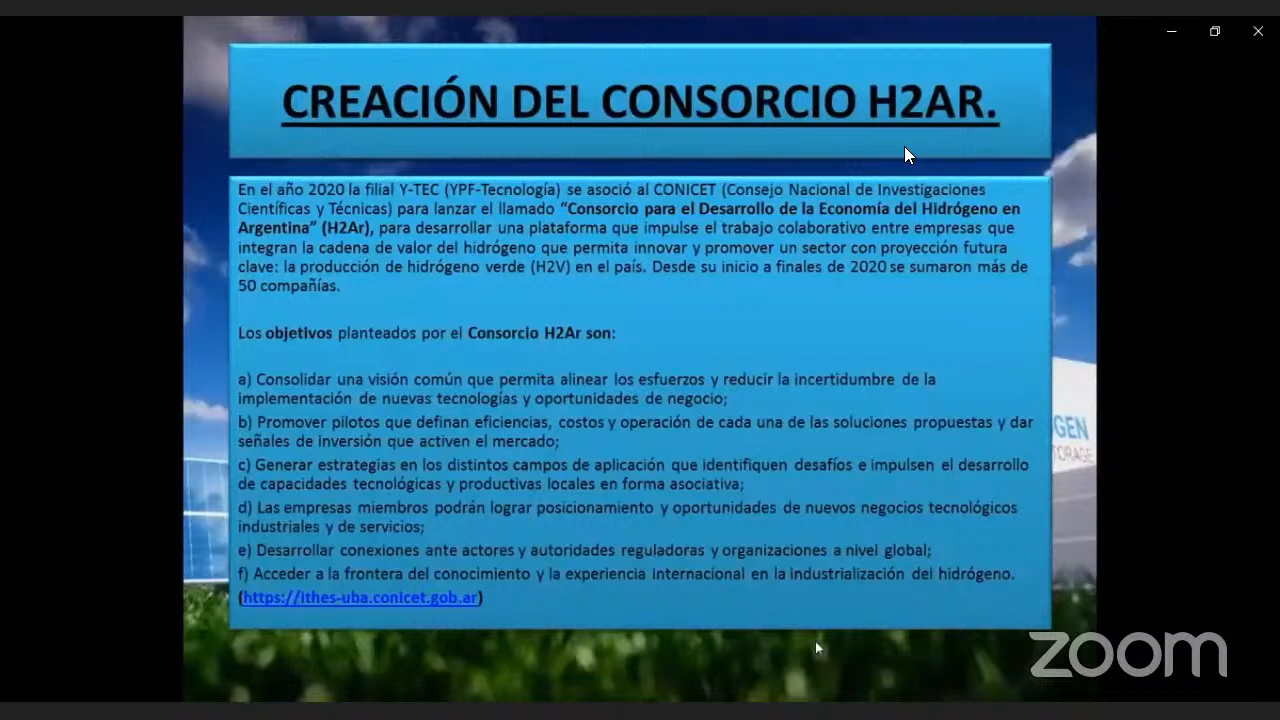 CREACIÓN DEL CONSORCIO H2AR.
En el año 2020 la filial Y-TEC (YPF-Tecnología) se asoció al CONICET (Consejo Nacional de Investigaciones
Científicas y Técnicas) para lanzar el llamado “Consorcio para el Desarrollo de la Economía del Hidrógeno en
Argentina” (H2Ar), para desarrollar una plataforma que impulse el trabajo colaborativo entre empresas que
integran la cadena de valor del hidrógeno que permita innovar y promover un sector con proyección futura
clave: la producción de hidrógeno verde (H2V) en el país. Desde su inicio a finales de 2020 se sumaron más de
50 compañías.
Los objetivos planteados por el Consorcio H2Ar son:
a) Consolidar una visión común que permita alinear los esfuerzos y reducir la incertidumbre de la
implementación de nuevas tecnologías y oportunidades de negocio;
b) Promover pilotos que definan eficiencias, costos y operación de cada una de las soluciones propuestas y dar
señales de inversión que activen el mercado;
c) Generar estrategias en los distintos campos de aplicación que identifiquen desafíos e impulsen el desarrollo
de capacidades tecnológicas y productivas locales en forma asociativa;
d) Las empresas miembros podrán lograr posicionamiento y oportunidades de nuevos negocios tecnológicos
industriales y de servicios;
e) Desarrollar conexiones ante actores y autoridades reguladoras y organizaciones a nivel global;
f) Acceder a la frontera del conocimiento y la experiencia internacional en la industrialización del hidrógeno.
(https://ithes-uba.conicet.gob.ar)
GEN
TORAGE
zoom